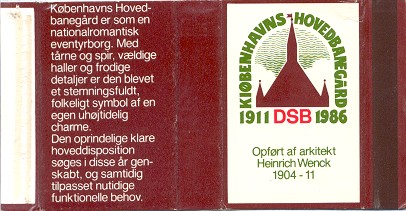 Københavns Hoved-
banegård er som en
nationalromantisk
eventyrborg. Med
tårne og spir, vældige
haller og frodige
detaljer er den blevet
et stemningsfuldt,
folkeligt symbol af en
egen uhøjtidelig
charme.
Den oprindelige klare
hoveddisposition
søges i disse år gen-
skabt, og samtidig
tilpasset nutidige
funktionelle behov.
KIØBENHAVNS HOVEDBANEGÅRD
1911 DSB 1986
Opført af arkitekt
Heinrich Wenck
1904 - 11